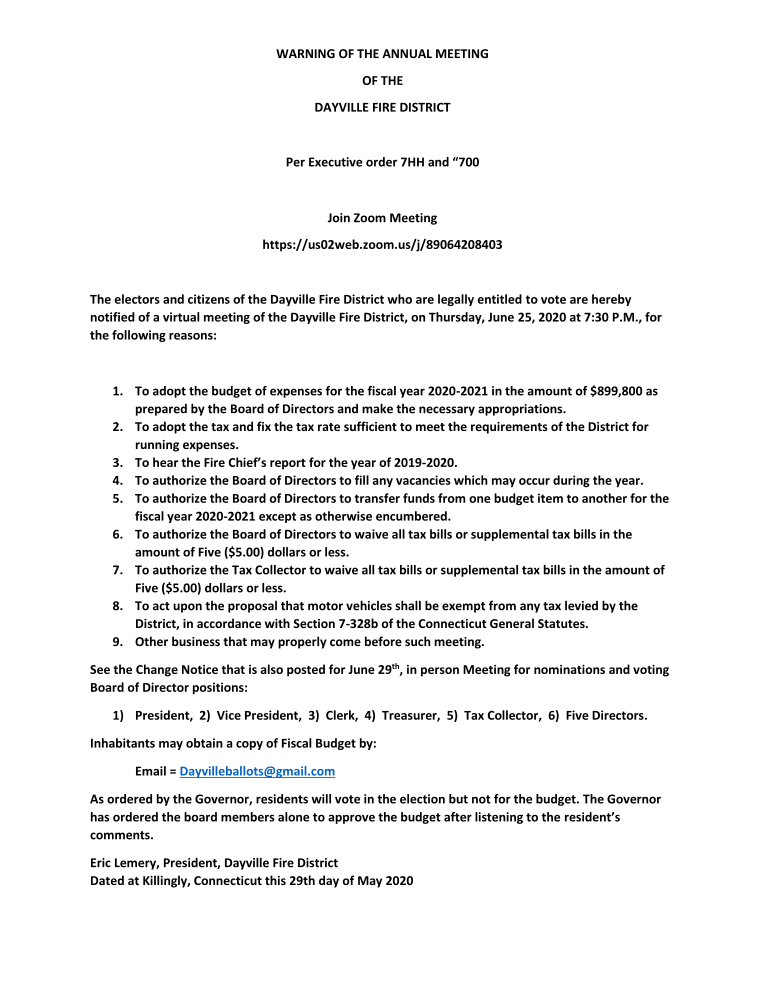 WARNING OF THE ANNUAL MEETING
OF THE
DAYVILLE FIRE DISTRICT
Per Executive order 7HH and “700
Join Zoom Meeting
https://us02web.zoom.us/j/89064208403
The electors and citizens of the Dayville Fire District who are legally entitled to vote are hereby
notified of a virtual meeting of the Dayville Fire District, on Thursday, June 25, 2020 at 7:30 P.M., for
the following reasons:
1. To adopt the budget of expenses for the fiscal year 2020-2021 in the amount of $899,800 as
prepared by the Board of Directors and make the necessary appropriations.
2. To adopt the tax and fix the tax rate sufficient to meet the requirements of the District for
running expenses.
3. To hear the Fire Chief’s report for the year of 2019-2020.
4. To authorize the Board of Directors to fill any vacancies which may occur during the year.
5. To authorize the Board of Directors to transfer funds from one budget item to another for the
fiscal year 2020-2021 except as otherwise encumbered.
6. To authorize the Board of Directors to waive all tax bills or supplemental tax bills in the
amount of Five ($5.00) dollars or less.
7. To authorize the Tax Collector to waive all tax bills or supplemental tax bills in the amount of
Five ($5.00) dollars or less.
8. To act upon the proposal that motor vehicles shall be exempt from any tax levied by the
District, in accordance with Section 7-328b of the Connecticut General Statutes.
9. Other business that may properly come before such meeting.
See the Change Notice that is also posted for June 29th, in person Meeting for nominations and voting
Board of Director positions:
1) President, 2) Vice President, 3) Clerk, 4) Treasurer, 5) Tax Collector, 6) Five Directors.
Inhabitants may obtain a copy of Fiscal Budget by:
Email = Dayvilleballots@gmail.com
As ordered by the Governor, residents will vote in the election but not for the budget. The Governor
has ordered the board members alone to approve the budget after listening to the resident’s
comments.
Eric Lemery, President, Dayville Fire District
Dated at Killingly, Connecticut this 29th day of May 2020